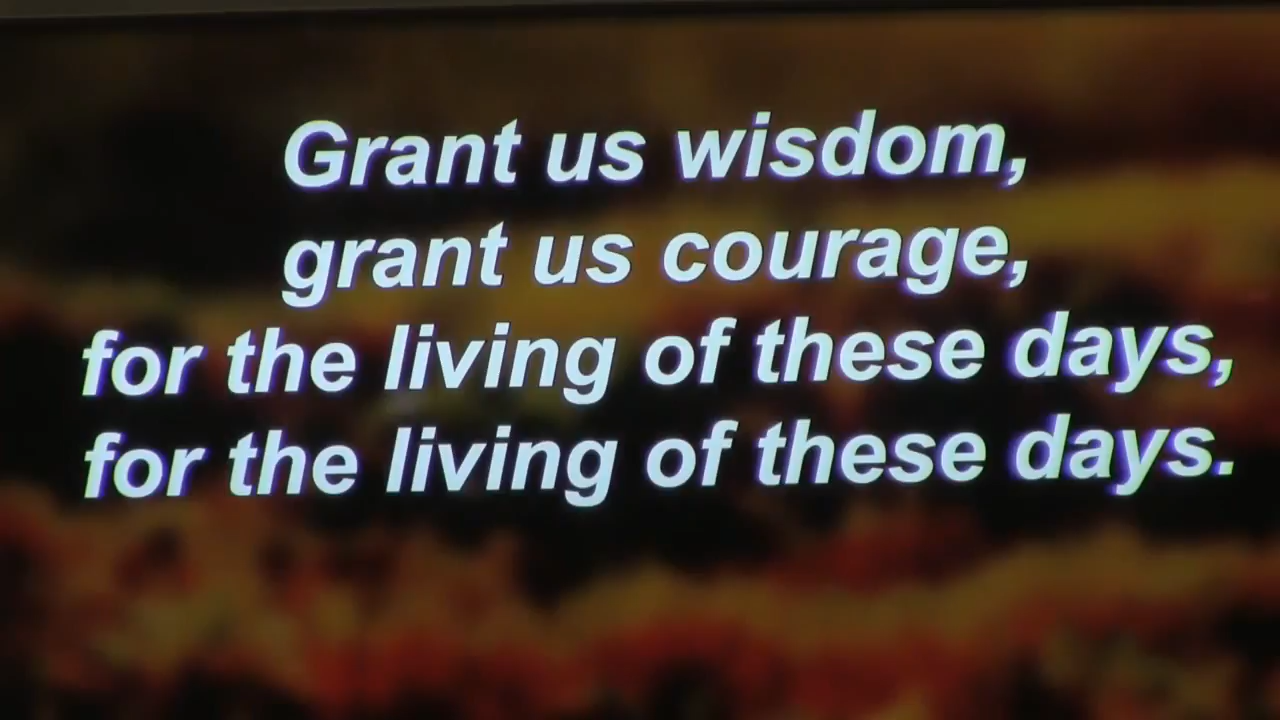 Grant us wisdom,
grant us courage,
for the living of these days,
for the living of these days.